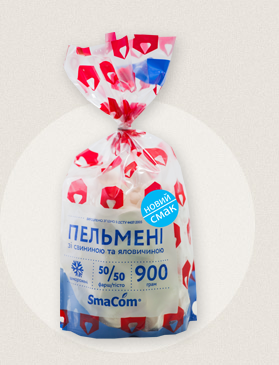 НОВИЙ
СМАК
ПЕЛЬМЕНІ
зі СВИНИНОЮ ТА ЯЛОВИЧИНОЮ
50/50
фарш/тісто
900
грам
SmaCom